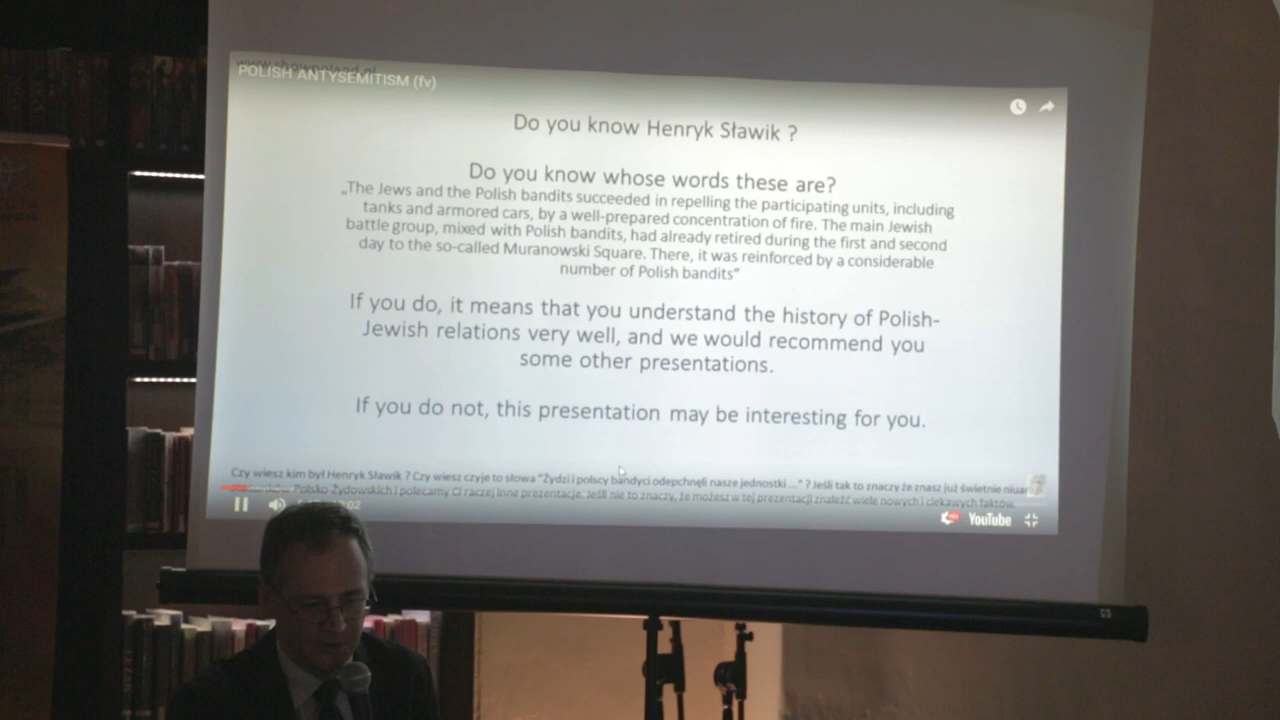 www.showpoland.pl
POLISH ANTYSEMITISM (fv)
Do you know Henryk Sławik ?
Do you know whose words these are?
„The Jews and the Polish bandits succeeded in repelling the participating units, including
tanks and armored cars, by a well-prepared concentration of fire. The main Jewish
battle group, mixed with Polish bandits, had already retired during the first and second
day to the so-called Muranowski Square. There, it was reinforced by a considerable
number of Polish bandits”
If you do, it means that you understand the history of Polish-
Jewish relations very well, and we would recommend you
some other presentations.
If you do not, this presentation may be interesting for you.
Czy wiesz kim był Henryk Sławik ? Czy wiesz czyje to słowa "Żydzi i polscy bandyci odepchnęli nasze jednostki ..." ? Jeśli tak to znaczy że znasz już świetnie
Polsko Żydowskich i polecamy Ci raczej inne prezentacje. Jeśli nie to znaczy, że możesz w tej prezentacji znaleźć wiele nowych i ciekawych faktów.
YouTube